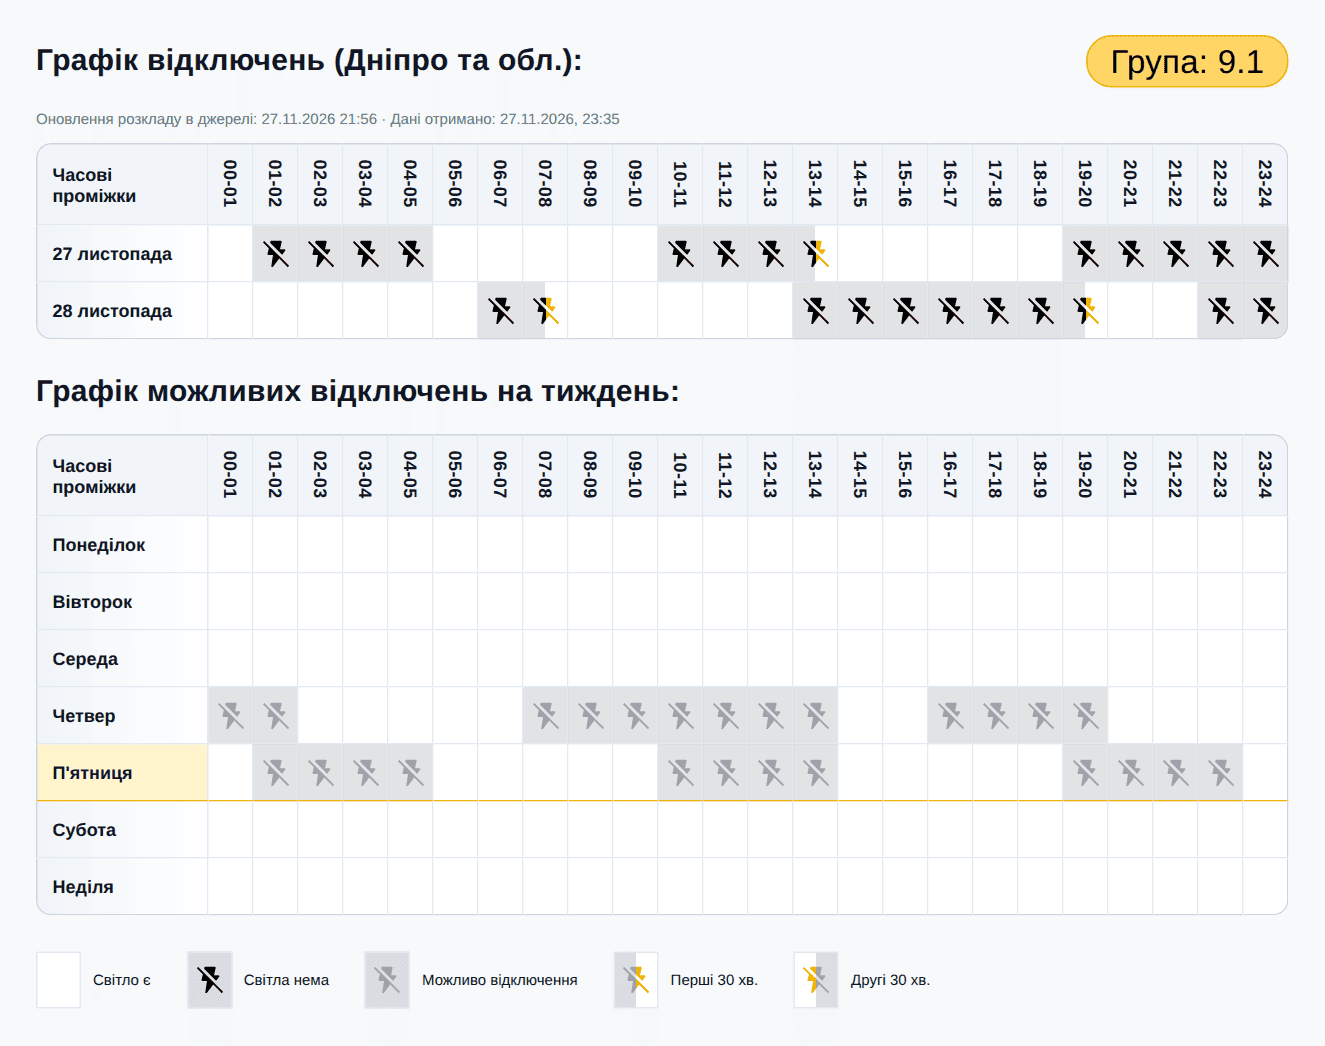 Графік відключень (Дніпро та обл.):
Група: 9.1
Оновлення розкладу в джерелі: 27.11.2026 21:56 · Дані отримано: 27.11.2026, 23:35
Часові проміжки 00-01 01-02 02-03 03-04 04-05 05-06 06-07 07-08 08-09 09-10 10-11 11-12 12-13 13-14 14-15 15-16 16-17 17-18 18-19 19-20 20-21 21-22 22-23 23-24
27 листопада
28 листопада
Графік можливих відключень на тиждень:
Часові проміжки 00-01 01-02 02-03 03-04 04-05 05-06 06-07 07-08 08-09 09-10 10-11 11-12 12-13 13-14 14-15 15-16 16-17 17-18 18-19 19-20 20-21 21-22 22-23 23-24
Понеділок
Вівторок
Середа
Четвер
П'ятниця
Субота
Неділя
Світло є Світла нема Можливо відключення Перші 30 хв. Другі 30 хв.